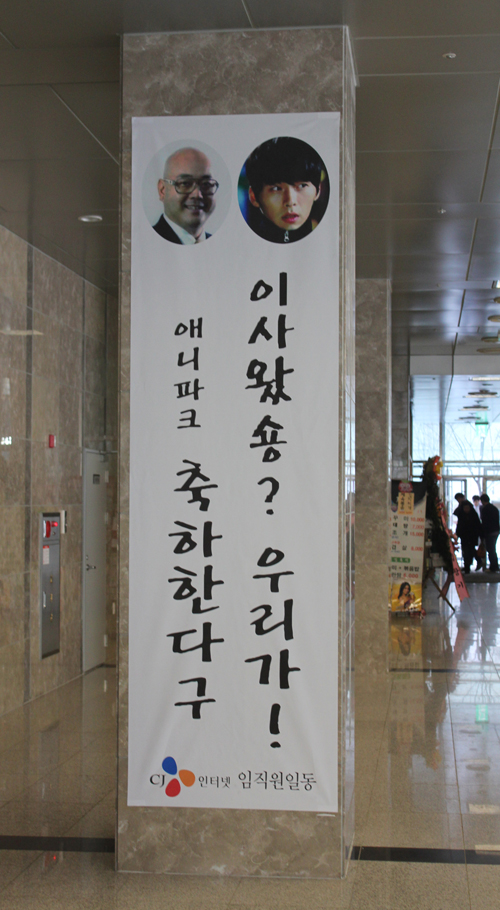 이사왔숑? 우리가!
애니파크 축하한다구
CJ 인터넷 임직원일동